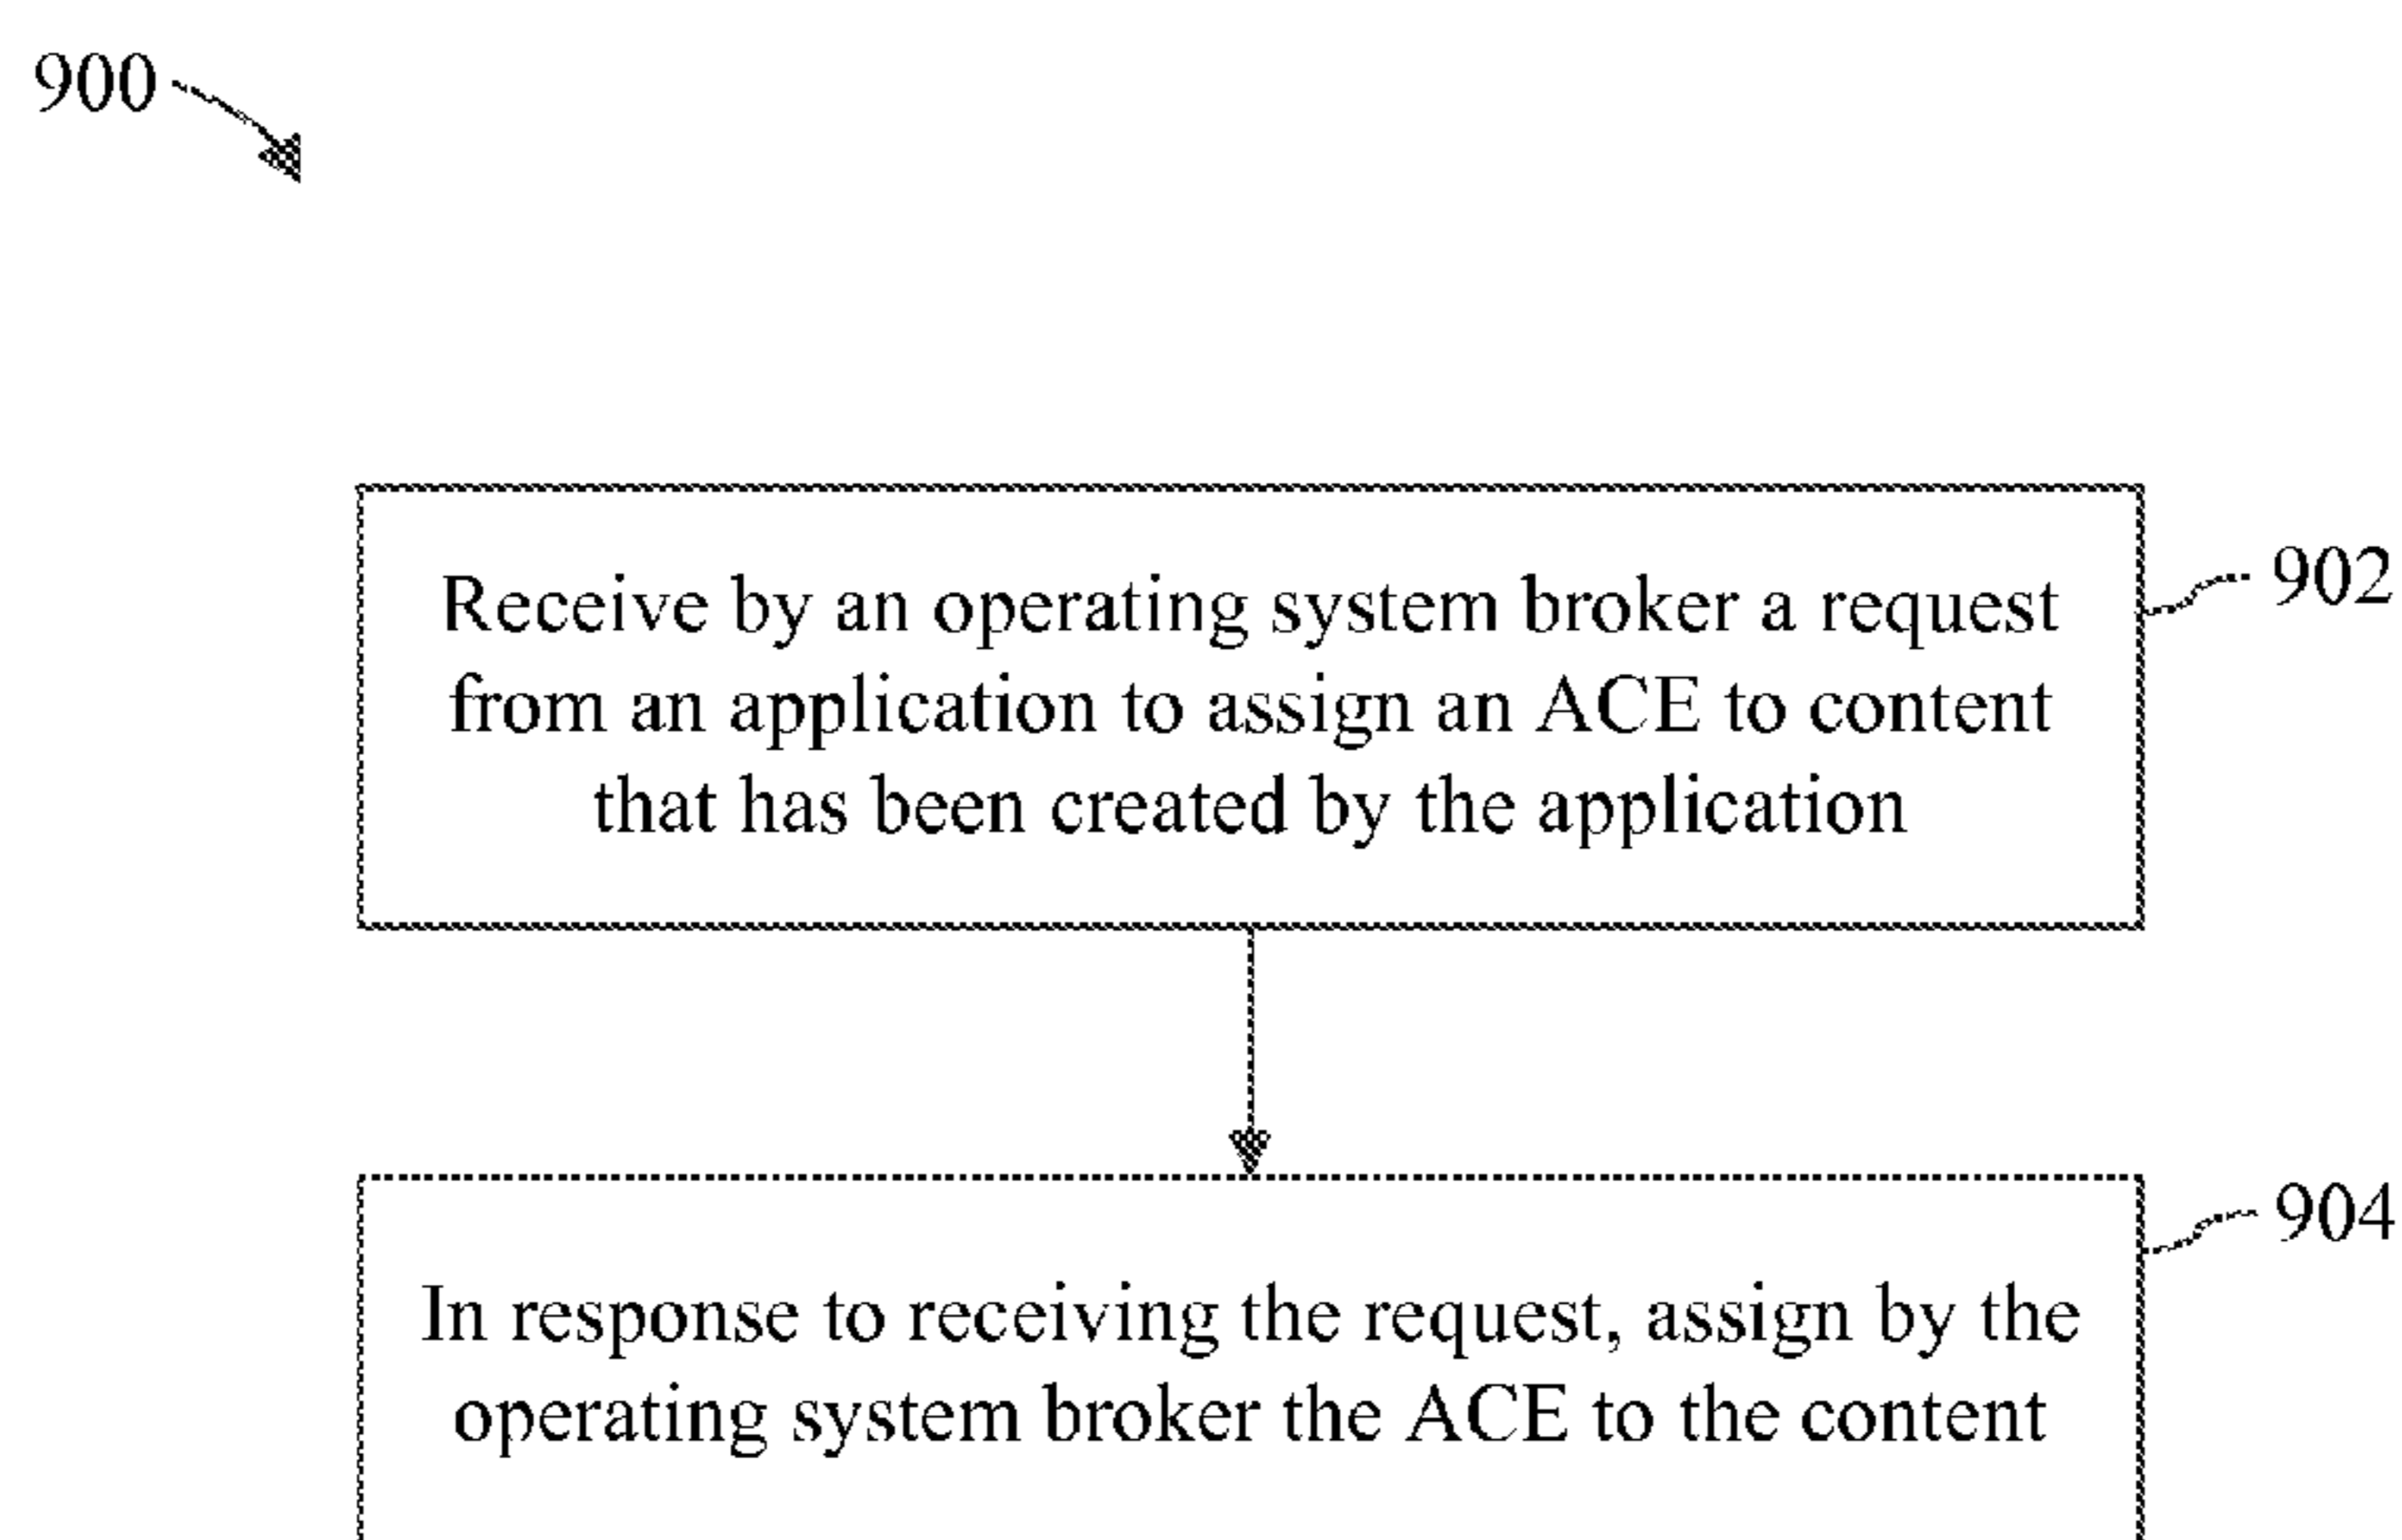 900
Receive by an operating system broker a request
902
from an application to assign an ACE to content
that has been created by the application
904
In response to receiving the request, assign by the
operating system broker the ACE to the content